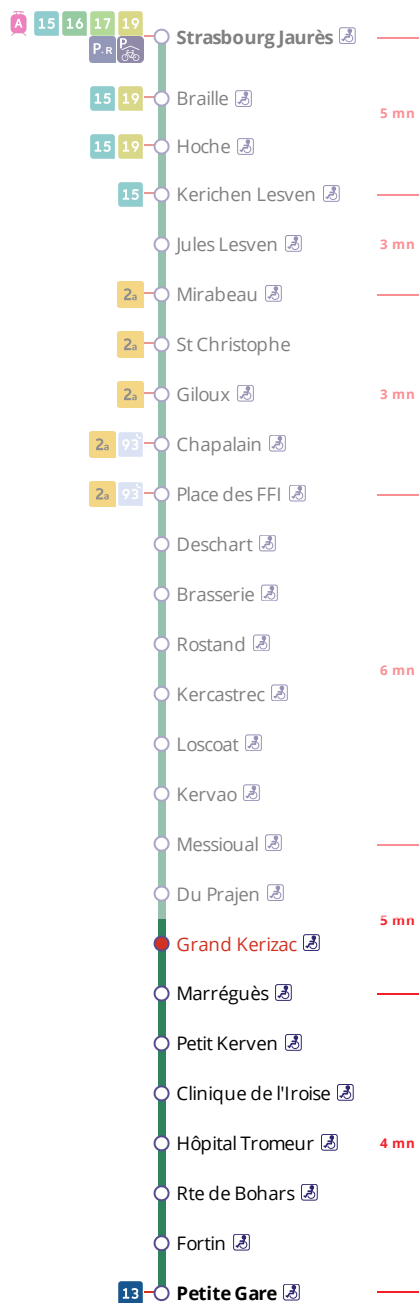 A 15 16 17 19
P+R P
Strasbourg Jaurès
15 19 Braille
5 mn
15 19 Hoche
15 Kerichen Lesven
Jules Lesven 3 mn
2a Mirabeau
2a St Christophe
2a Giloux 3 mn
2a 93 Chapalain
2a 93 Place des FFI
Deschart
Brasserie
Rostand
6 mn
Kercastrec
Loscoat
Kervao
Messioual
Du Prajen
5 mn
Grand Kerizac
Marréguès
Petit Kerven
Clinique de l'Iroise
Hôpital Tromeur 4 mn
Rte de Bohars
Fortin
13 Petite Gare